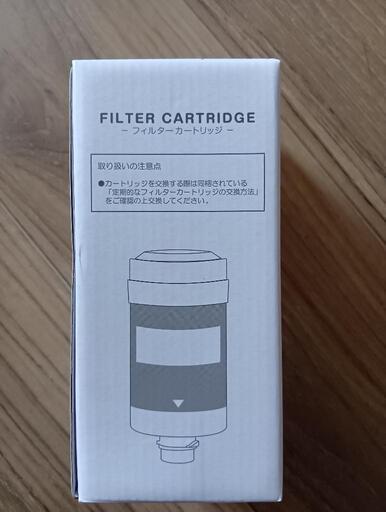 FILTER CARTRIDGE
− フィルターカートリッジ −
取り扱いの注意点
●カートリッジを交換する際は同梱されている
「定期的なフィルターカートリッジの交換方法」
をご確認の上交換してください。